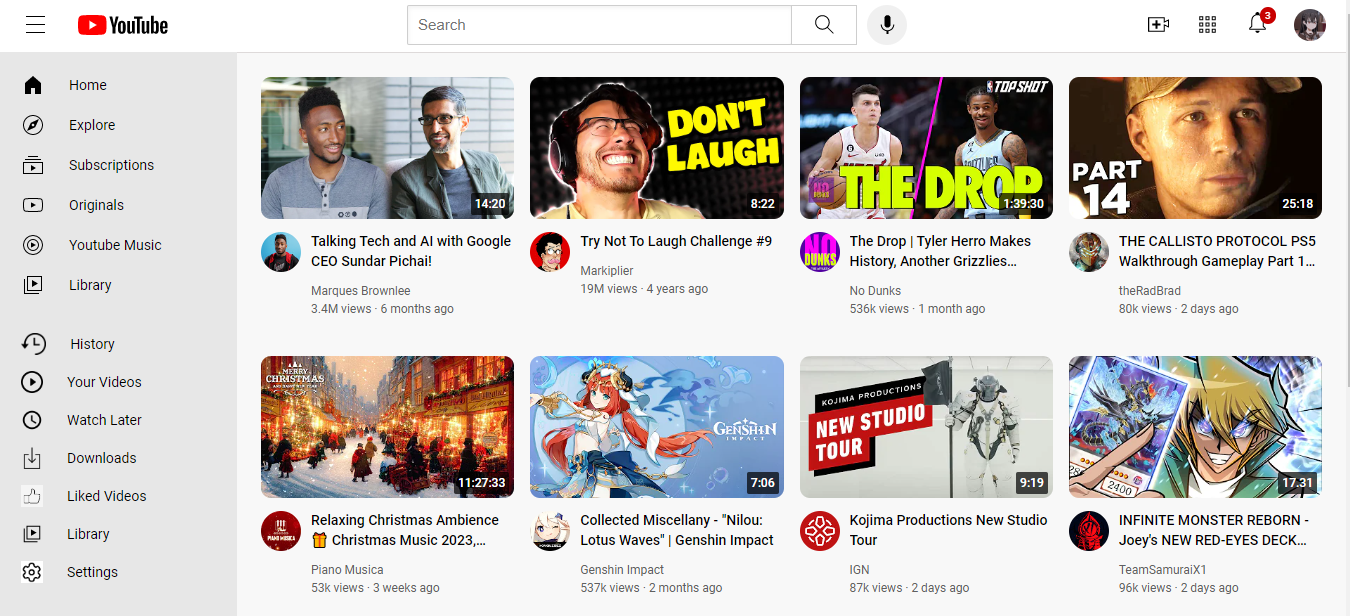 YouTube
Search
3
Home
Explore
Subscriptions
Originals
Youtube Music
Library
History
Your Videos
Watch Later
Downloads
Liked Videos
Library
Settings
14:20
Talking Tech and AI with Google
CEO Sundar Pichai!
Marques Brownlee
3.4M views · 6 months ago
DON'T
LAUGH
8:22
Try Not To Laugh Challenge #9
Markiplier
19M views · 4 years ago
TOP SHOT
THE DROP
1:39:30
NO
DUNKS
The Drop | Tyler Herro Makes
History, Another Grizzlies…
No Dunks
536k views · 1 month ago
PART
14
25:18
THE CALLISTO PROTOCOL PS5
Walkthrough Gameplay Part 1…
theRadBrad
80k views · 2 days ago
MERRY
CHRISTMAS
11:27:33
PIANO MUSICA
Relaxing Christmas Ambience
🎁 Christmas Music 2023,…
Piano Musica
53k views · 3 weeks ago
GENSHIN
IMPACT
7:06
Collected Miscellany - "Nilou:
Lotus Waves" | Genshin Impact
Genshin Impact
537k views · 2 months ago
KOJIMA PRODUCTIONS
NEW STUDIO
TOUR
9:19
Kojima Productions New Studio
Tour
IGN
87k views · 2 days ago
2400
17.31
INFINITE MONSTER REBORN -
Joey's NEW RED-EYES DECK…
TeamSamuraiX1
96k views · 2 days ago